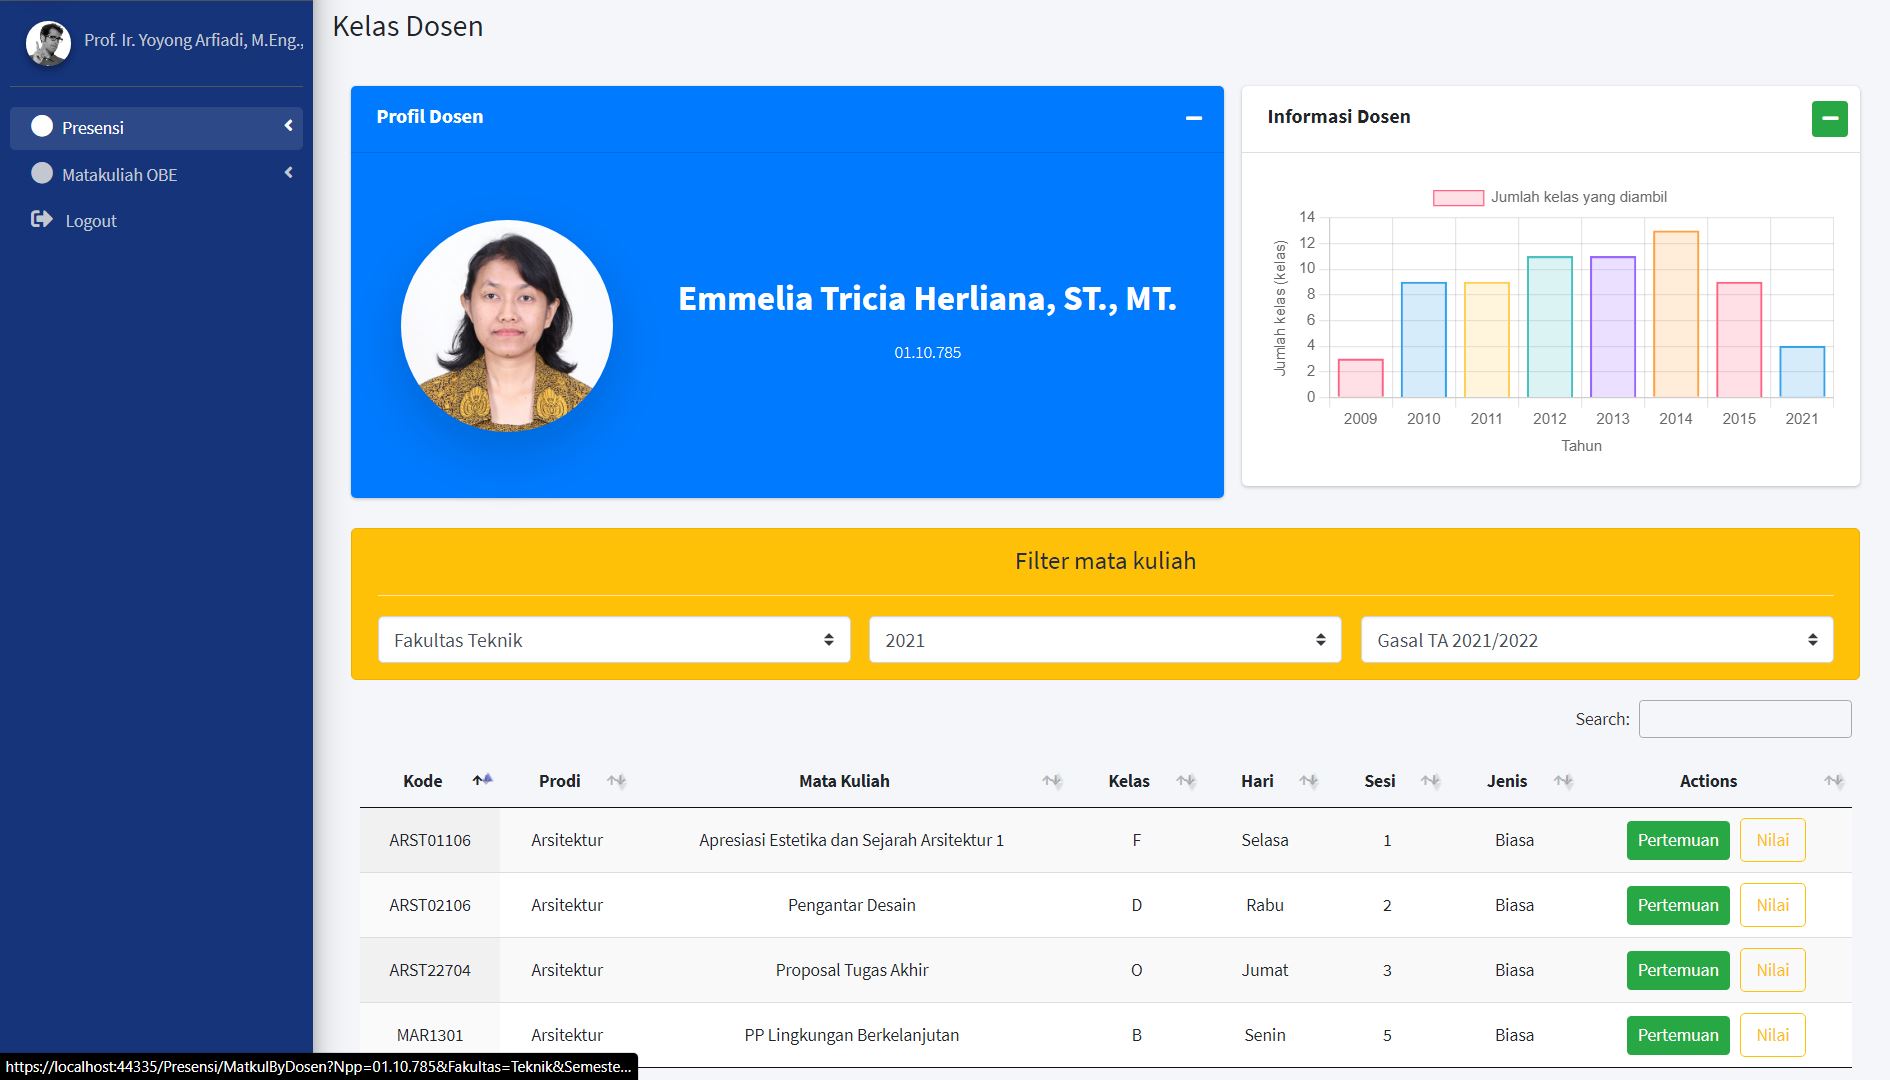 Prof. Ir. Yoyong Arfiadi, M.Eng.,
Presensi
Matakuliah OBE
Logout
Kelas Dosen
Profil Dosen
Emmelia Tricia Herliana, ST., MT.
01.10.785
Informasi Dosen
Jumlah kelas yang diambil
Jumlah kelas (kelas)
14
12
10
8
6
4
2
0
2009 2010 2011 2012 2013 2014 2015 2021
Tahun
Filter mata kuliah
Fakultas Teknik 2021 Gasal TA 2021/2022
Search:
Kode Prodi Mata Kuliah Kelas Hari Sesi Jenis Actions
ARST01106 Arsitektur Apresiasi Estetika dan Sejarah Arsitektur 1 F Selasa 1 Biasa Pertemuan Nilai
ARST02106 Arsitektur Pengantar Desain D Rabu 2 Biasa Pertemuan Nilai
ARST22704 Arsitektur Proposal Tugas Akhir O Jumat 3 Biasa Pertemuan Nilai
MAR1301 Arsitektur PP Lingkungan Berkelanjutan B Senin 5 Biasa Pertemuan Nilai
https://localhost:44335/Presensi/MatkulByDosen?Npp=01.10.785&Fakultas=Teknik&Semeste...